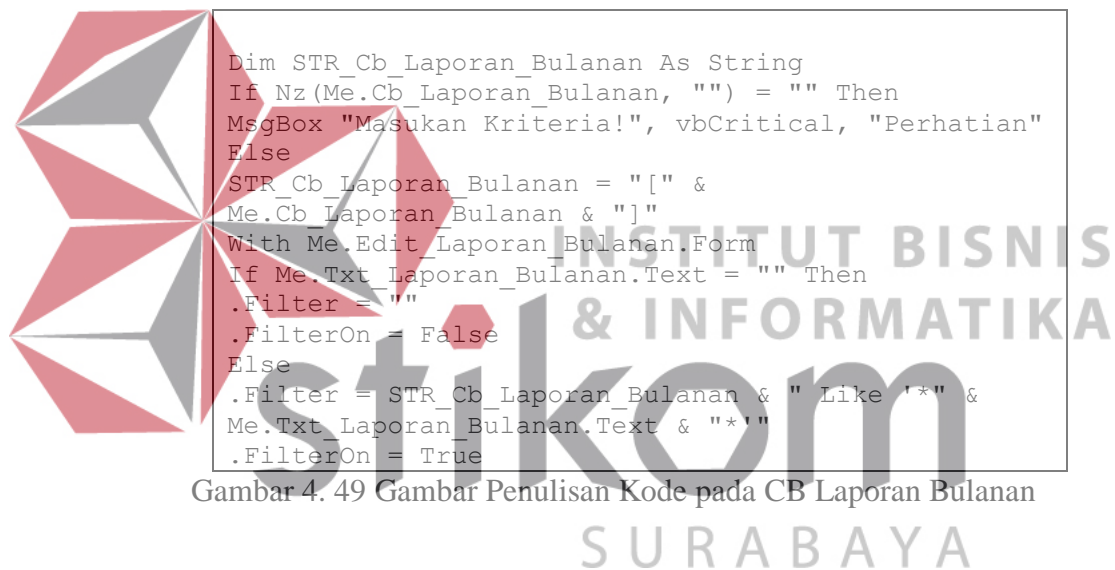 Dim STR_Cb_Laporan_Bulanan As String
If Nz(Me.Cb_Laporan_Bulanan, "") = "" Then
MsgBox "Masukan Kriteria!", vbCritical, "Perhatian"
Else
STR_Cb_Laporan_Bulanan = "[" &
Me.Cb_Laporan_Bulanan & "]"
With Me.Edit_Laporan_Bulanan.Form
If Me.Txt_Laporan_Bulanan.Text = "" Then
.Filter = ""
.FilterOn = False
Else
.Filter = STR_Cb_Laporan_Bulanan & " Like '*" &
Me.Txt_Laporan_Bulanan.Text & "*'"
.FilterOn = True
Gambar 4. 49 Gambar Penulisan Kode pada CB Laporan Bulanan
INSTITUT BISNIS
& INFORMATIKA
stikom
SURABAYA